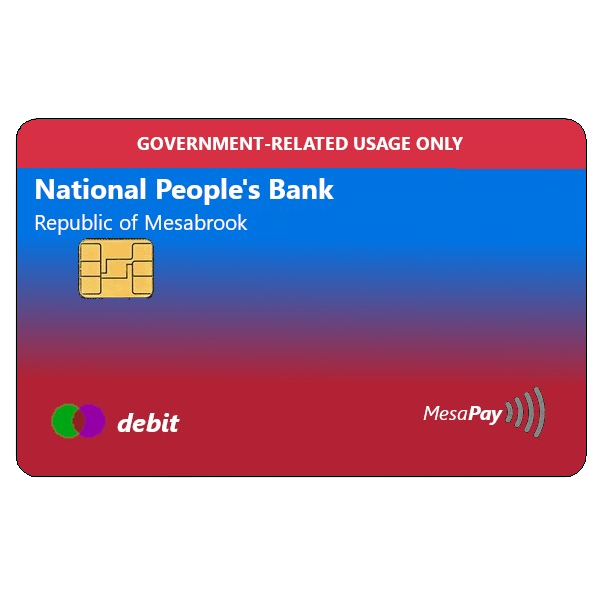 GOVERNMENT-RELATED USAGE ONLY
National People's Bank
Republic of Mesabrook
debit
MesaPay